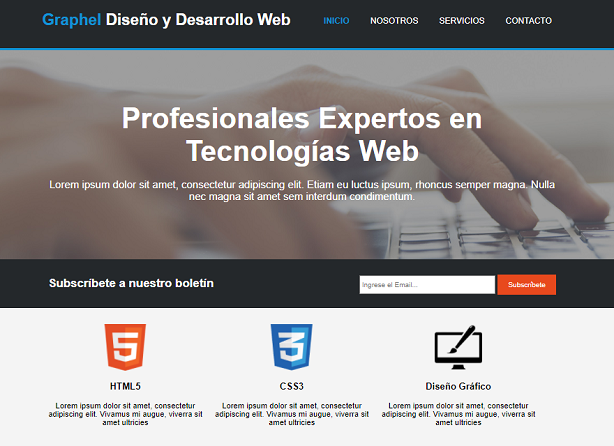 Graphel Diseño y Desarrollo Web
INICIO NOSOTROS SERVICIOS CONTACTO
Profesionales Expertos en
Tecnologías Web
Lorem ipsum dolor sit amet, consectetur adipiscing elit. Etiam eu luctus ipsum, rhoncus semper magna. Nulla
nec magna sit amet sem interdum condimentum.
Subscríbete a nuestro boletín
Ingrese el Email...
Subscribete
HTML5
Lorem ipsum dolor sit amet, consectetur
adipiscing elit. Vivamus mi augue, viverra sit
amet ultricies
CSS3
Lorem ipsum dolor sit amet, consectetur
adipiscing elit. Vivamus mi augue, viverra sit
amet ultricies
Diseño Gráfico
Lorem ipsum dolor sit amet, consectetur
adipiscing elit. Vivamus mi augue, viverra sit
amet ultricies